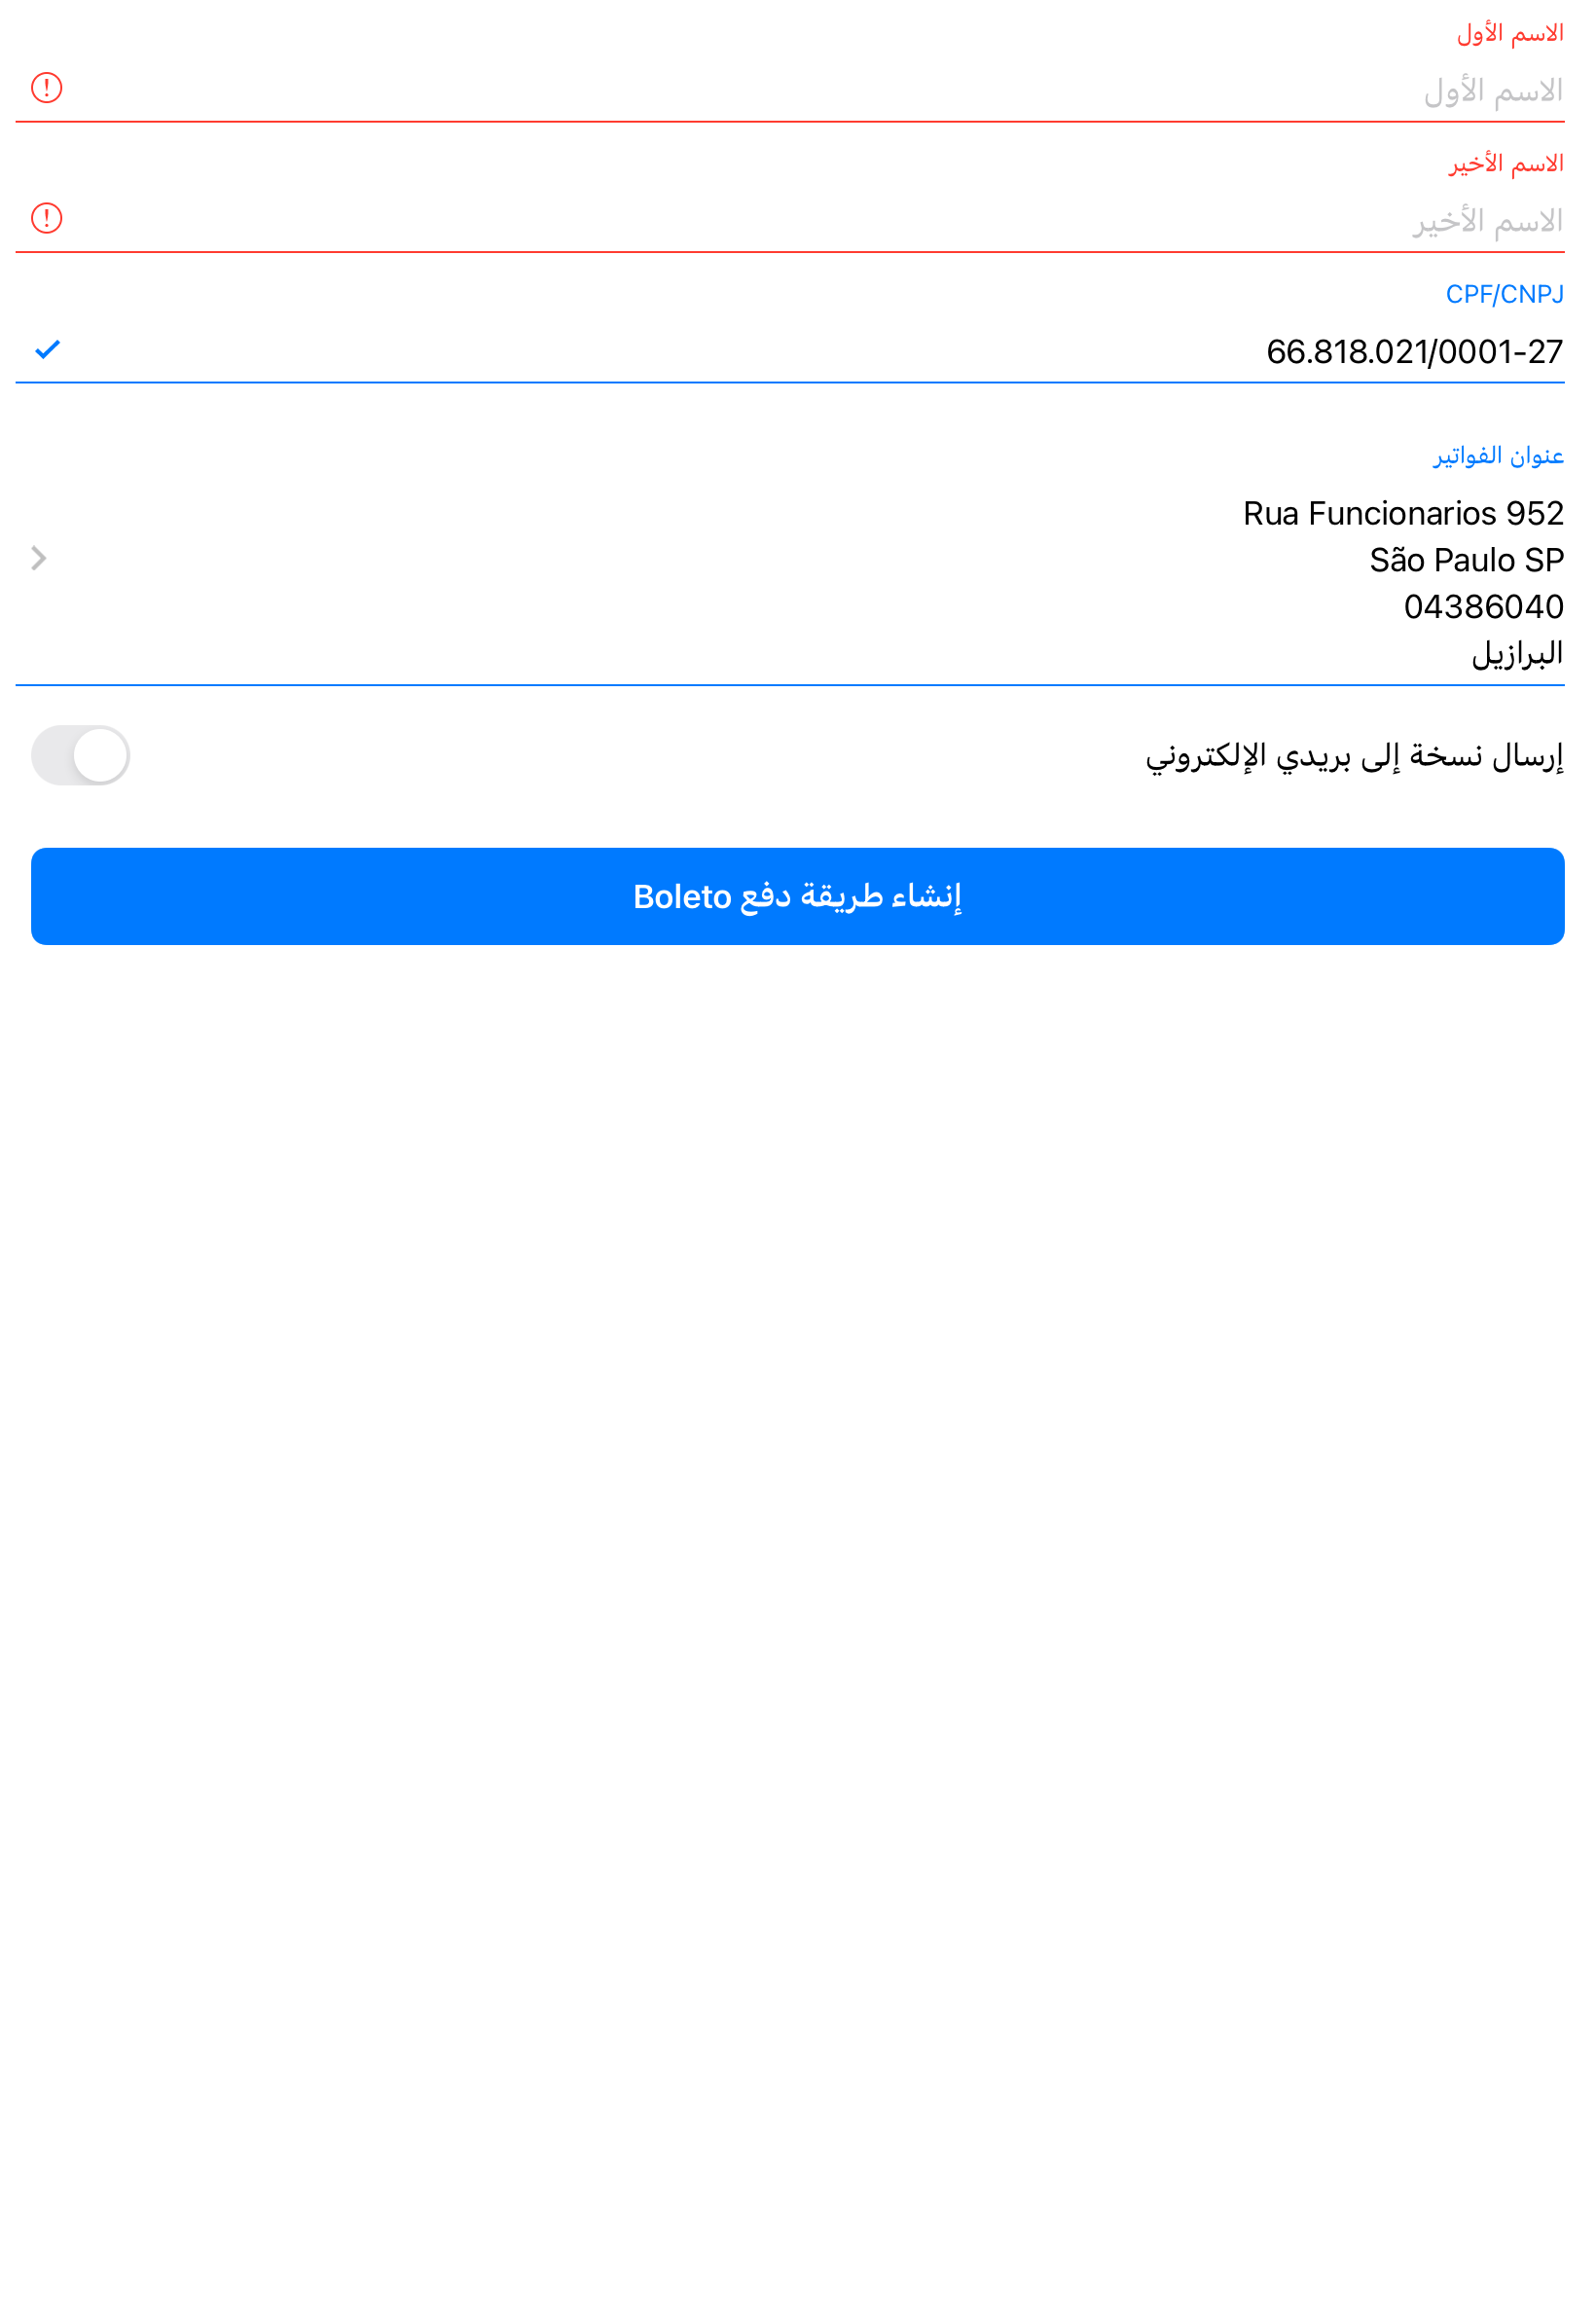 الاسم الأول
الاسم الأول
الاسم الأخير
الاسم الأخير
CPF/CNPJ
66.818.021/0001-27
عنوان الفواتير
Rua Funcionarios 952
São Paulo SP
04386040
البرازيل
إرسال نسخة إلى بريدي الإلكتروني
إنشاء طريقة دفع Boleto